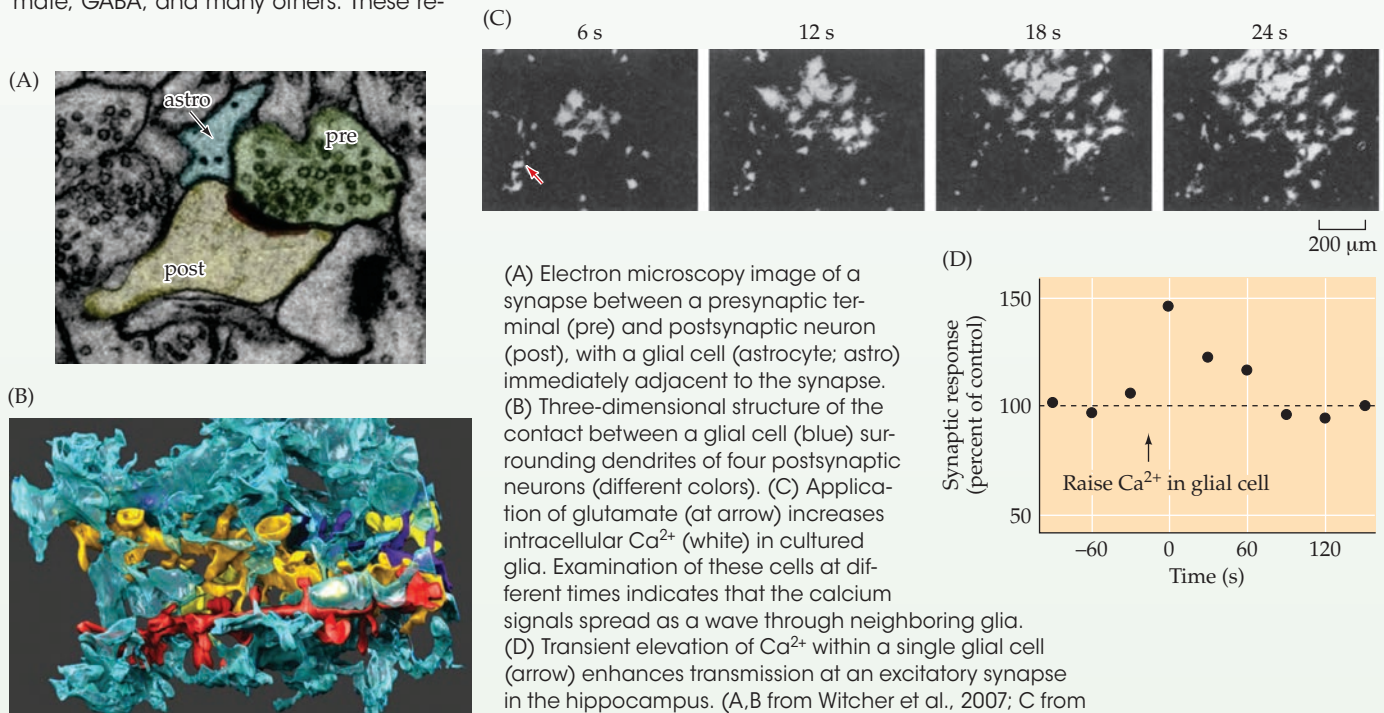 mate, GABA, and many others. These re-
(A)
astro
pre
post
(B)
(C)
6 s
12 s
18 s
24 s
200 µm
(A) Electron microscopy image of a
synapse between a presynaptic ter-
minal (pre) and postsynaptic neuron
(post), with a glial cell (astrocyte; astro)
immediately adjacent to the synapse.
(B) Three-dimensional structure of the
contact between a glial cell (blue) sur-
rounding dendrites of four postsynaptic
neurons (different colors). (C) Applica-
tion of glutamate (at arrow) increases
intracellular Ca²⁺ (white) in cultured
glia. Examination of these cells at dif-
ferent times indicates that the calcium
signals spread as a wave through neighboring glia.
(D) Transient elevation of Ca²⁺ within a single glial cell
(arrow) enhances transmission at an excitatory synapse
in the hippocampus. (A,B from Witcher et al., 2007; C from
(D)
Synaptic response
(percent of control)
150
100
50
Raise Ca²⁺ in glial cell
–60
0
60
120
Time (s)